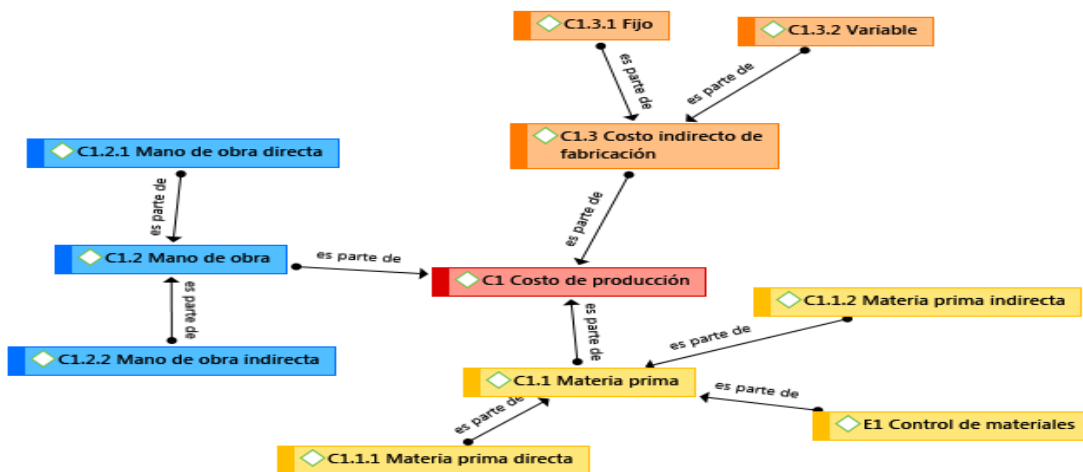 C1.3.1 Fijo
C1.3.2 Variable
es parte de
es parte de
C1.3 Costo indirecto de
fabricación
C1.2.1 Mano de obra directa
es parte de
es parte de
C1.2 Mano de obra
es parte de
C1 Costo de producción
es parte de
C1.2.2 Mano de obra indirecta
es parte de
C1.1.2 Materia prima indirecta
es parte de
C1.1 Materia prima
es parte de
E1 Control de materiales
es parte de
C1.1.1 Materia prima directa